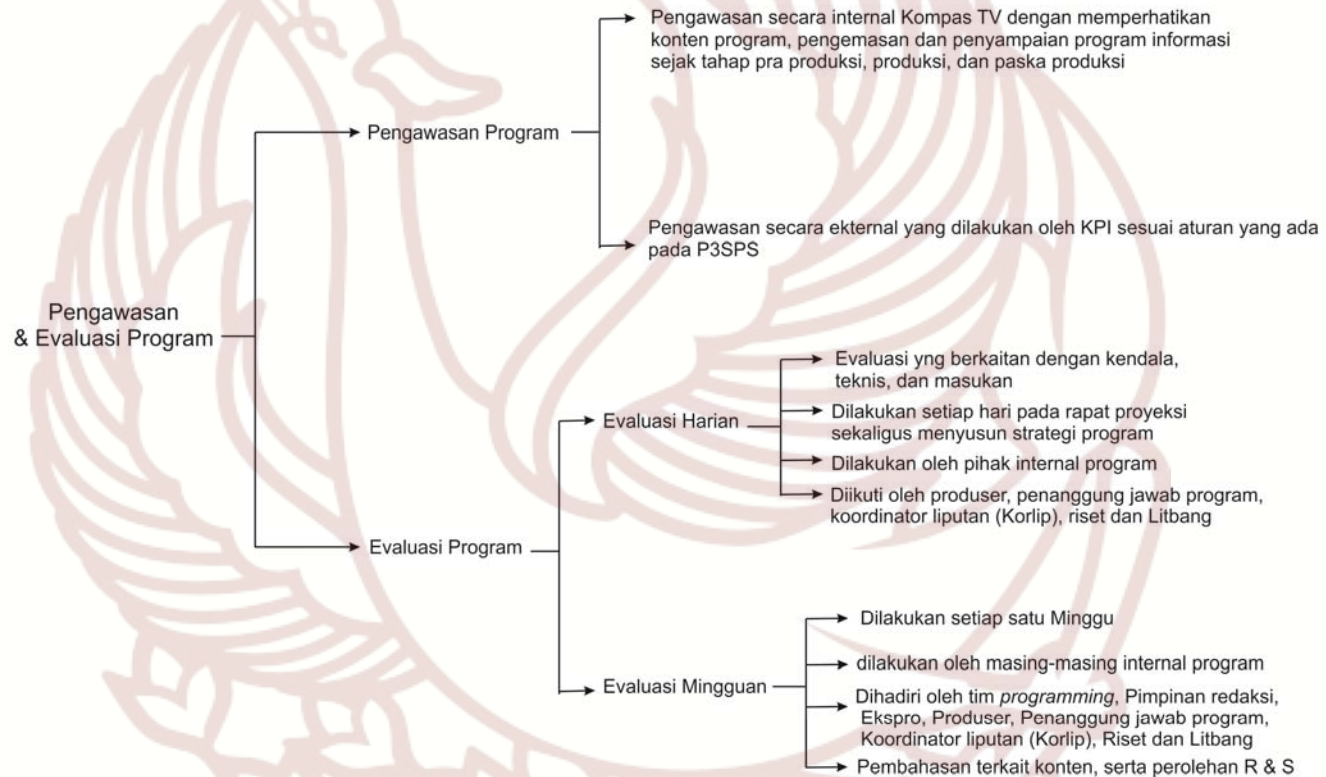 Pengawasan secara internal Kompas TV dengan memperhatikan
konten program, pengemasan dan penyampaian program informasi
sejak tahap pra produksi, produksi, dan paska produksi
Pengawasan Program
Pengawasan secara ekternal yang dilakukan oleh KPI sesuai aturan yang ada
pada P3SPS
Pengawasan
& Evaluasi Program
Evaluasi yng berkaitan dengan kendala,
teknis, dan masukan
Evaluasi Harian
Dilakukan setiap hari pada rapat proyeksi
sekaligus menyusun strategi program
Dilakukan oleh pihak internal program
Diikuti oleh produser, penanggung jawab program,
koordinator liputan (Korlip), riset dan Litbang
Evaluasi Program
Dilakukan setiap satu Minggu
dilakukan oleh masing-masing internal program
Evaluasi Mingguan
Dihadiri oleh tim programming, Pimpinan redaksi,
Ekspro, Produser, Penanggung jawab program,
Koordinator liputan (Korlip), Riset dan Litbang
Pembahasan terkait konten, serta perolehan R & S